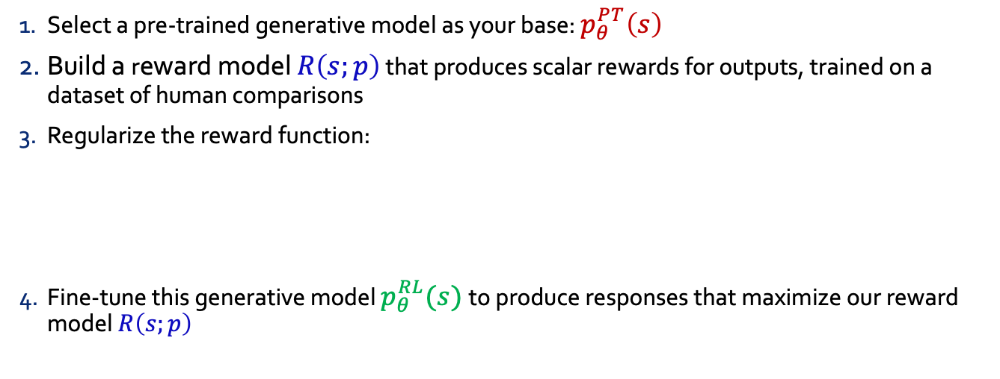 1. Select a pre-trained generative model as your base: $p_\theta^{PT}(s)$
2. Build a reward model $R(s; p)$ that produces scalar rewards for outputs, trained on a
dataset of human comparisons
3. Regularize the reward function:
4. Fine-tune this generative model $p_\theta^{RL}(s)$ to produce responses that maximize our reward
model $R(s; p)$